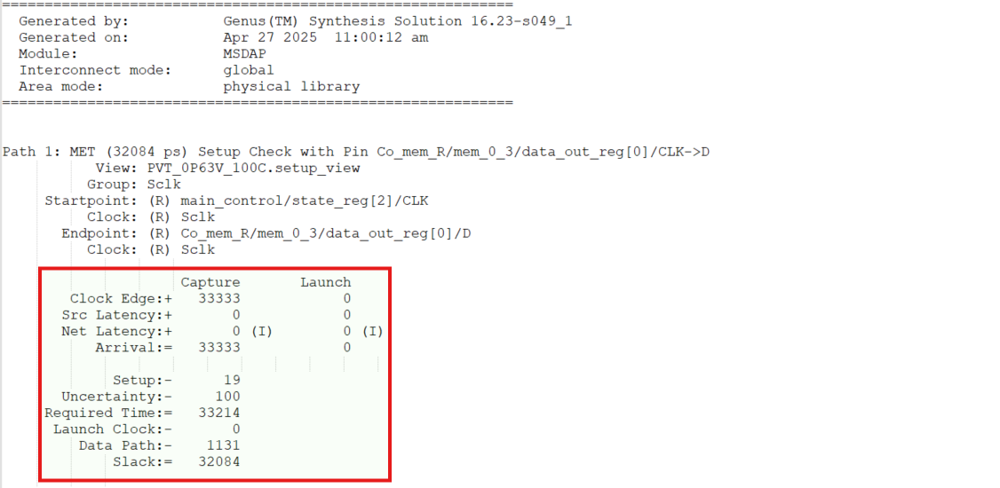 ============================================================
Generated by: Genus(TM) Synthesis Solution 16.23-s049_1
Generated on: Apr 27 2025 11:00:12 am
Module: MSDAP
Interconnect mode: global
Area mode: physical library
============================================================
Path 1: MET (32084 ps) Setup Check with Pin Co_mem_R/mem_0_3/data_out_reg[0]/CLK->D
View: PVT_0P63V_100C.setup_view
Group: Sclk
Startpoint: (R) main_control/state_reg[2]/CLK
Clock: (R) Sclk
Endpoint: (R) Co_mem_R/mem_0_3/data_out_reg[0]/D
Clock: (R) Sclk
Capture Launch
Clock Edge:+ 33333 0
Src Latency:+ 0 0
Net Latency:+ 0 (I) 0 (I)
Arrival:= 33333 0
Setup:- 19
Uncertainty:- 100
Required Time:= 33214
Launch Clock:- 0
Data Path:- 1131
Slack:= 32084